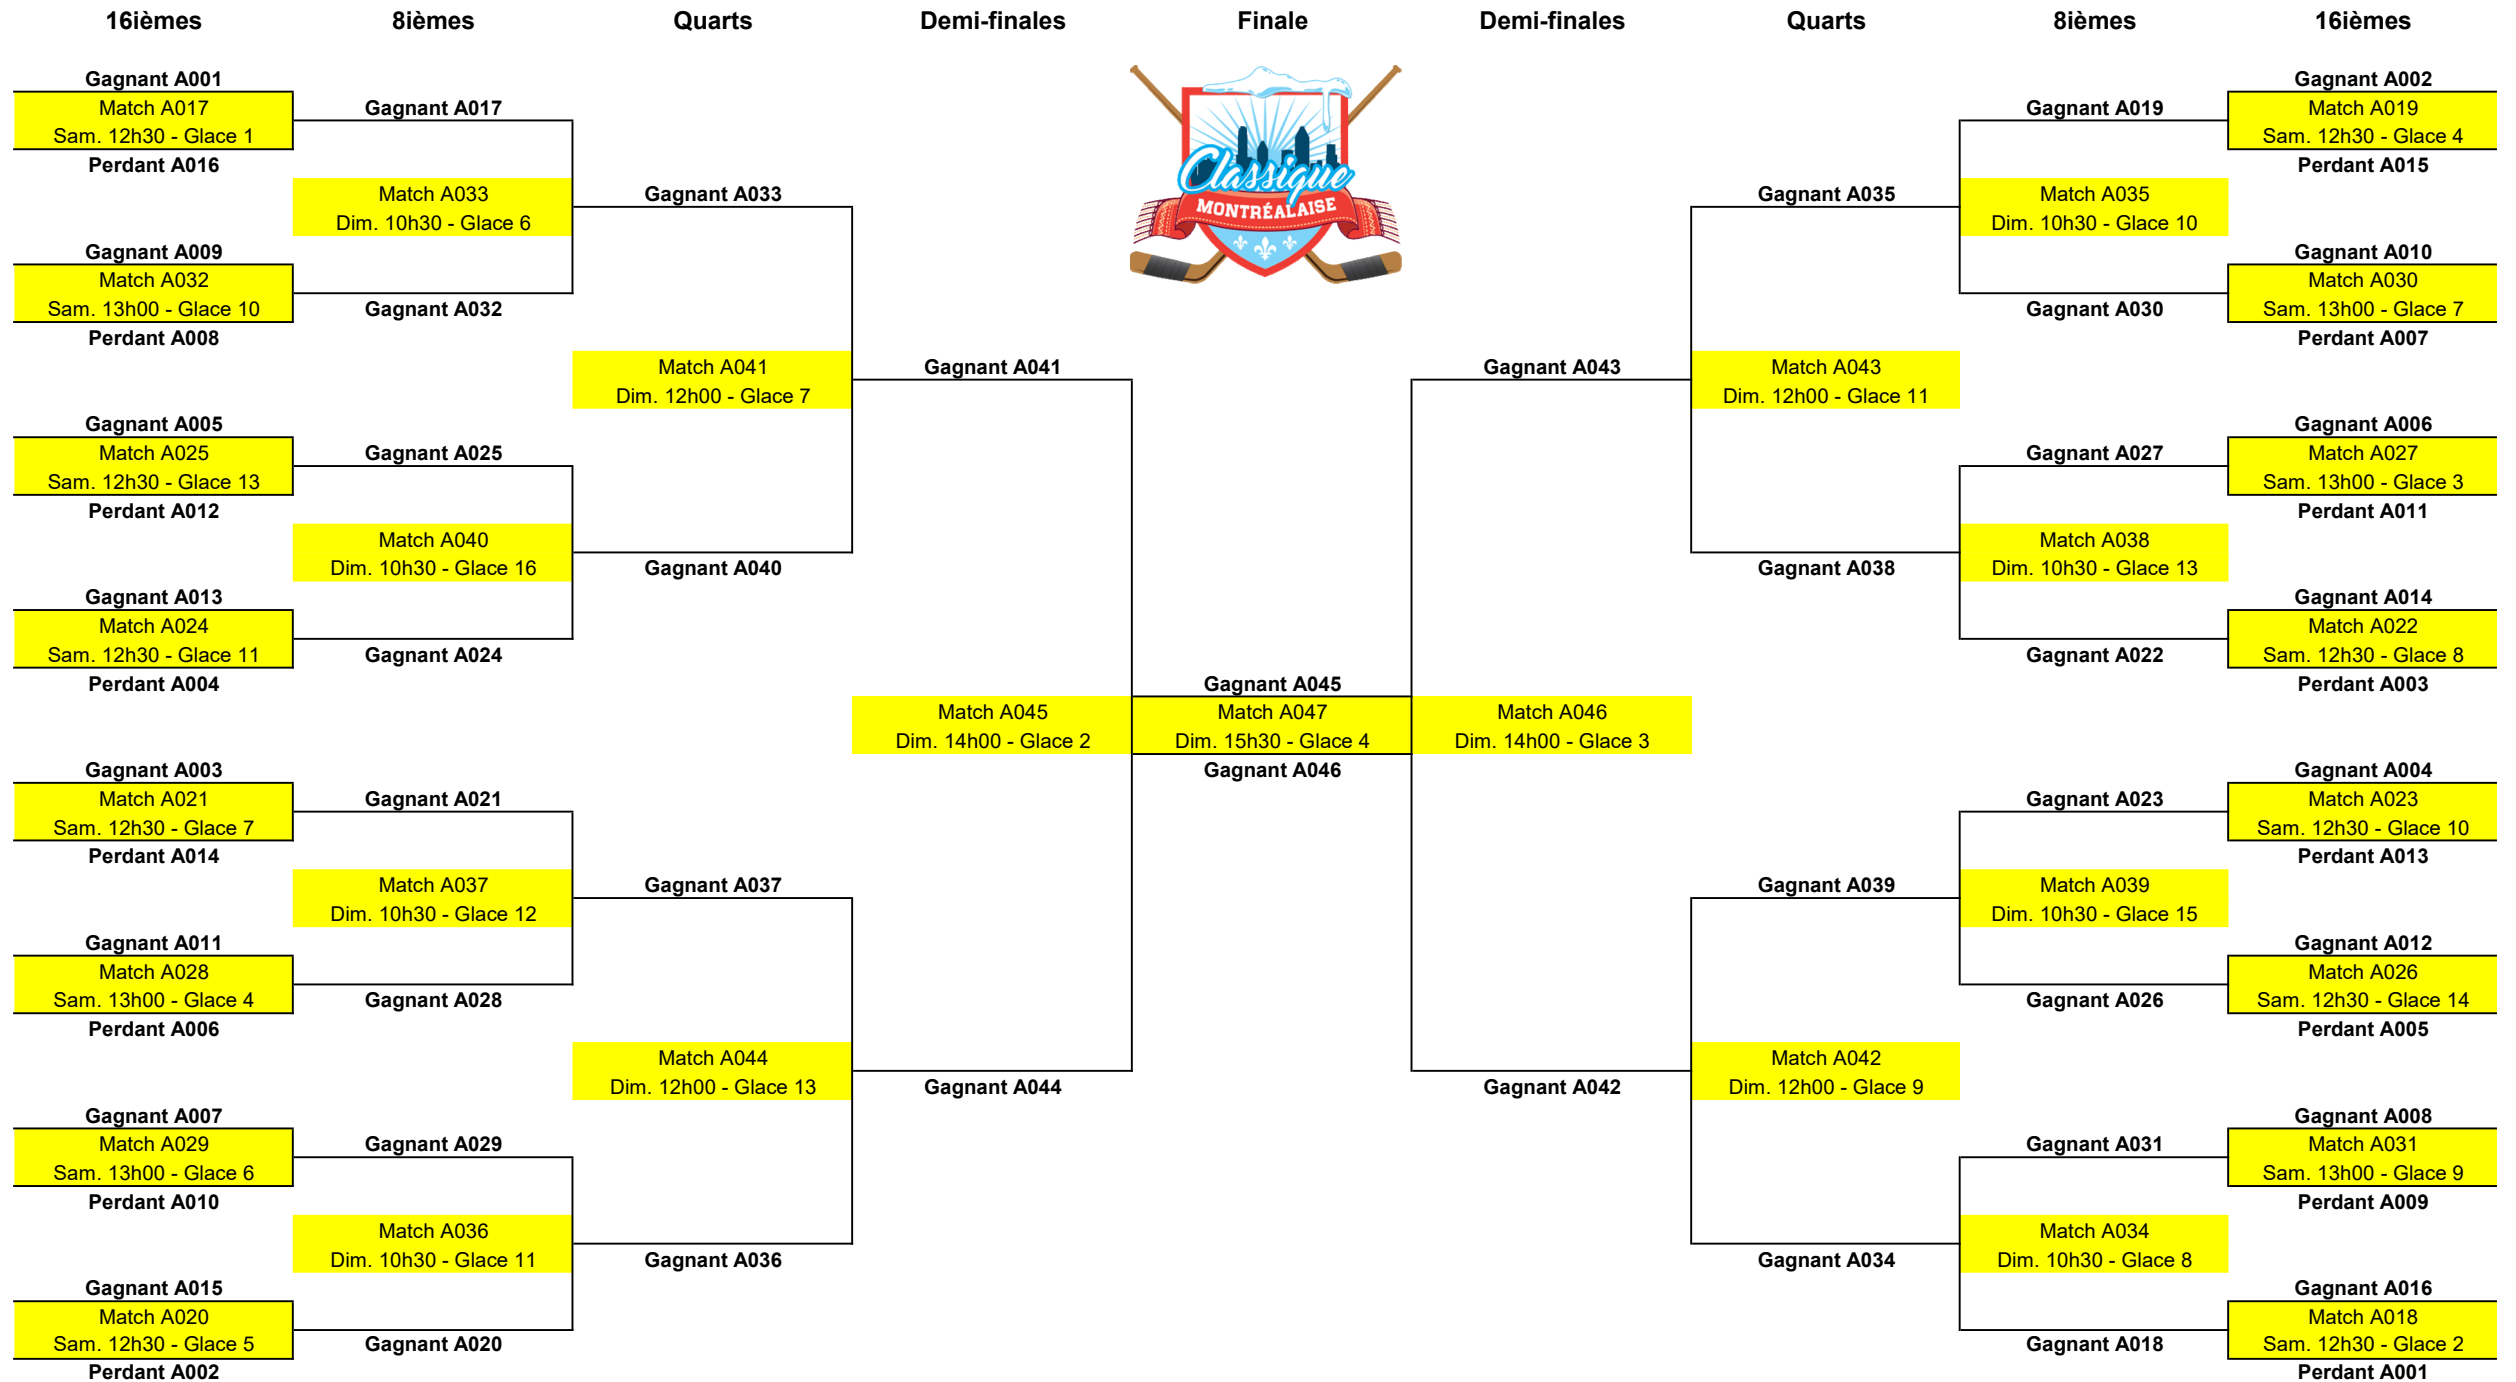 16ièmes
8ièmes
Quarts
Demi-finales
Finale
Demi-finales
Quarts
8ièmes
16ièmes
Gagnant A001
Match A017
Sam. 12h30 - Glace 1
Perdant A016
Gagnant A009
Match A032
Sam. 13h00 - Glace 10
Perdant A008
Gagnant A005
Match A025
Sam. 12h30 - Glace 13
Perdant A012
Gagnant A013
Match A024
Sam. 12h30 - Glace 11
Perdant A004
Gagnant A003
Match A021
Sam. 12h30 - Glace 7
Perdant A014
Gagnant A011
Match A028
Sam. 13h00 - Glace 4
Perdant A006
Gagnant A007
Match A029
Sam. 13h00 - Glace 6
Perdant A010
Gagnant A015
Match A020
Sam. 12h30 - Glace 5
Perdant A002
Gagnant A017
Match A033
Dim. 10h30 - Glace 6
Gagnant A032
Gagnant A025
Match A040
Dim. 10h30 - Glace 16
Gagnant A024
Gagnant A021
Match A037
Dim. 10h30 - Glace 12
Gagnant A028
Gagnant A029
Match A036
Dim. 10h30 - Glace 11
Gagnant A020
Gagnant A033
Match A041
Dim. 12h00 - Glace 7
Gagnant A040
Gagnant A037
Match A044
Dim. 12h00 - Glace 13
Gagnant A036
Gagnant A041
Match A045
Dim. 14h00 - Glace 2
Gagnant A044
Classique
MONTRÉALAISE
Gagnant A045
Match A047
Dim. 15h30 - Glace 4
Gagnant A046
Gagnant A043
Match A046
Dim. 14h00 - Glace 3
Gagnant A042
Gagnant A035
Match A043
Dim. 12h00 - Glace 11
Gagnant A038
Gagnant A039
Match A042
Dim. 12h00 - Glace 9
Gagnant A034
Gagnant A019
Match A035
Dim. 10h30 - Glace 10
Gagnant A030
Gagnant A027
Match A038
Dim. 10h30 - Glace 13
Gagnant A022
Gagnant A023
Match A039
Dim. 10h30 - Glace 15
Gagnant A026
Gagnant A031
Match A034
Dim. 10h30 - Glace 8
Gagnant A018
Gagnant A002
Match A019
Sam. 12h30 - Glace 4
Perdant A015
Gagnant A010
Match A030
Sam. 13h00 - Glace 7
Perdant A007
Gagnant A006
Match A027
Sam. 13h00 - Glace 3
Perdant A011
Gagnant A014
Match A022
Sam. 12h30 - Glace 8
Perdant A003
Gagnant A004
Match A023
Sam. 12h30 - Glace 10
Perdant A013
Gagnant A012
Match A026
Sam. 12h30 - Glace 14
Perdant A005
Gagnant A008
Match A031
Sam. 13h00 - Glace 9
Perdant A009
Gagnant A016
Match A018
Sam. 12h30 - Glace 2
Perdant A001